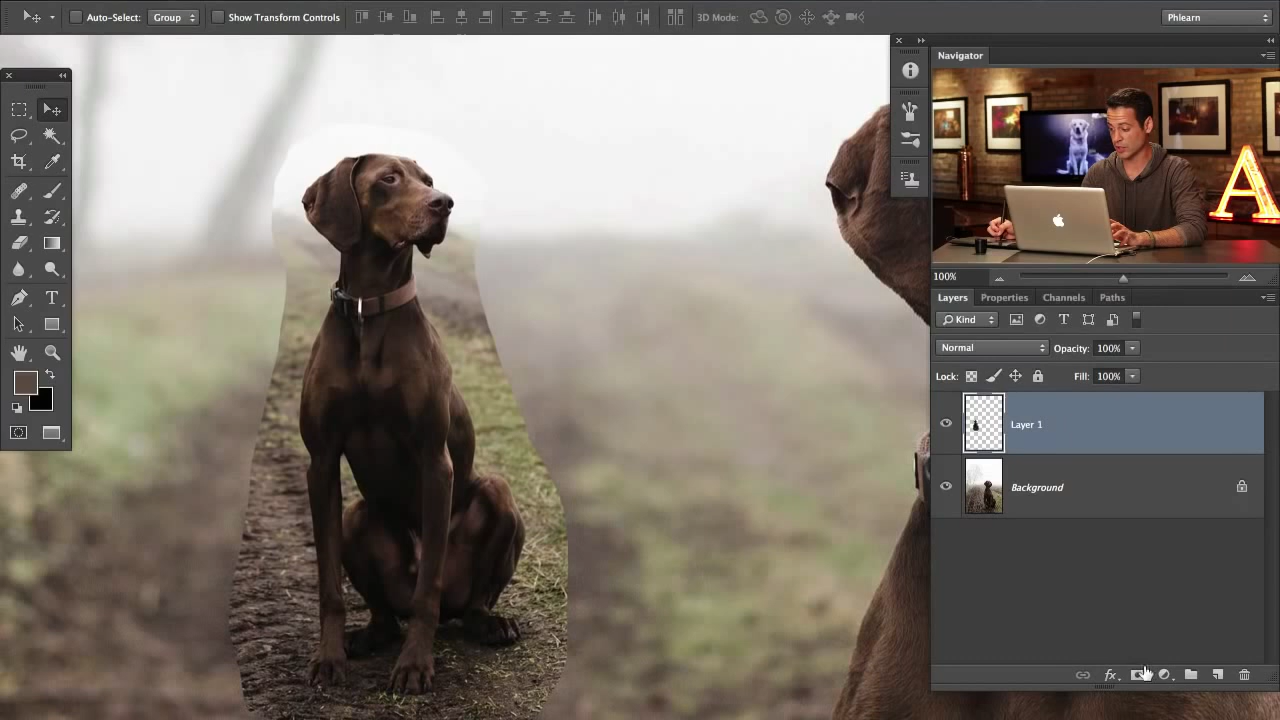 Auto-Select: Group Show Transform Controls 3D Mode: Phlearn
Navigator
A
100%
Layers Properties Channels Paths
Kind T
Normal Opacity: 100%
Lock: Fill: 100%
Layer 1
Background
fx
T